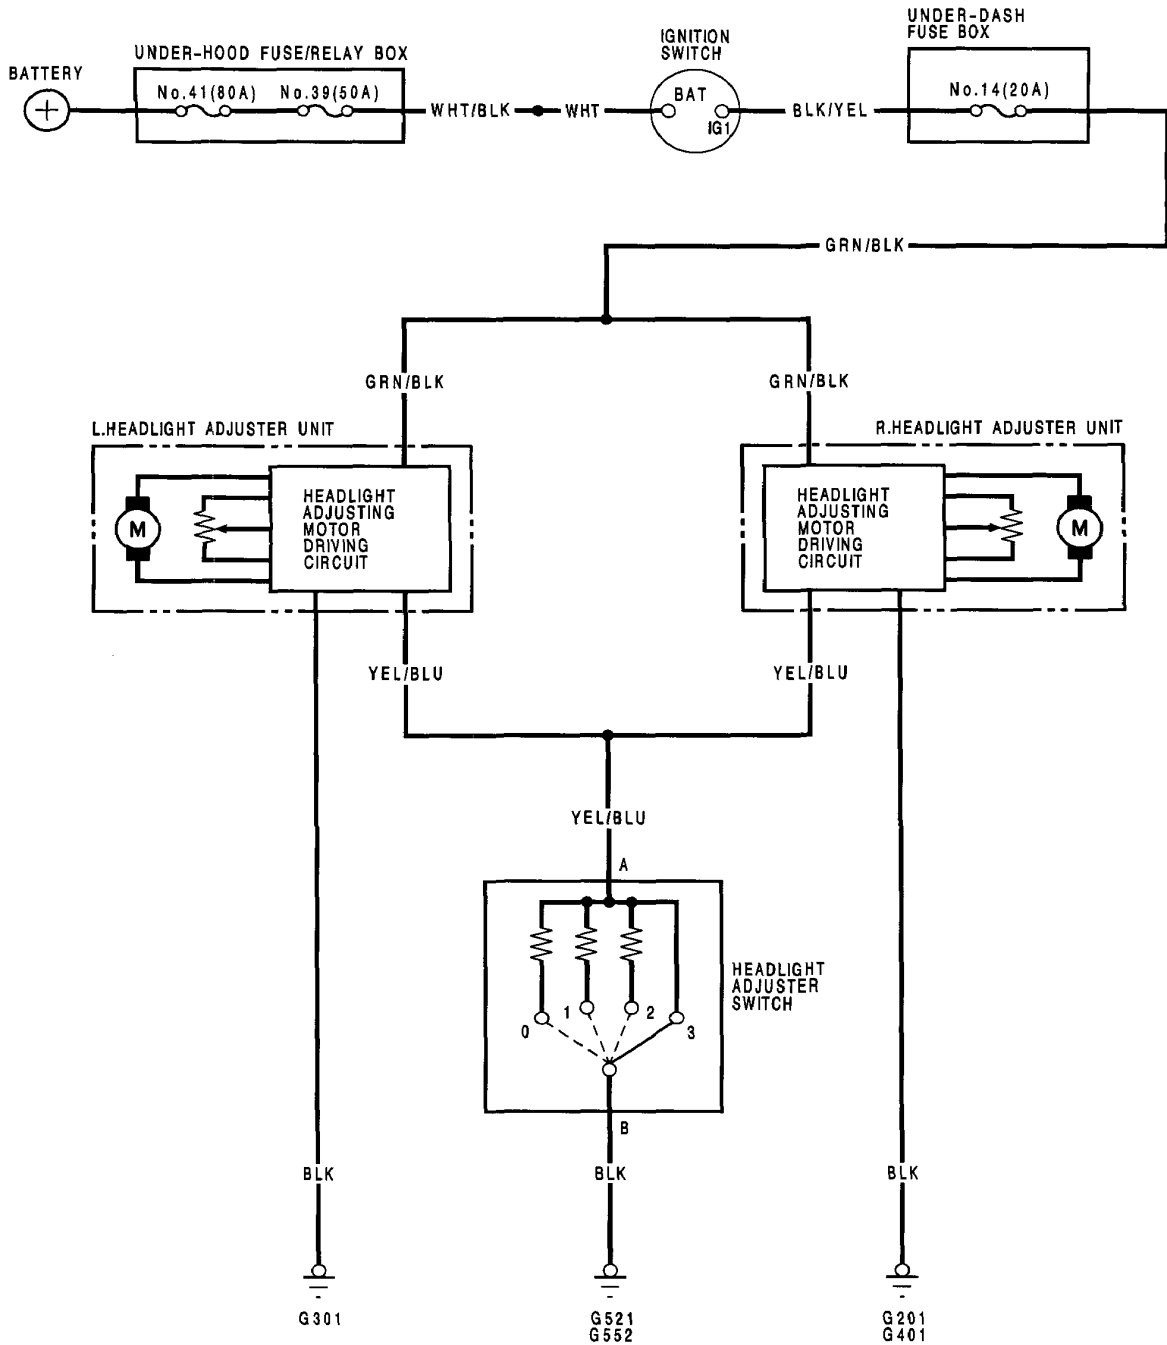 BATTERY
UNDER-HOOD FUSE/RELAY BOX
No.41(80A)
No.39(50A)
+
WHT/BLK
WHT
IGNITION
SWITCH
BAT
IG1
BLK/YEL
UNDER-DASH
FUSE BOX
No.14(20A)
GRN/BLK
GRN/BLK
GRN/BLK
L.HEADLIGHT ADJUSTER UNIT
M
HEADLIGHT
ADJUSTING
MOTOR
DRIVING
CIRCUIT
R.HEADLIGHT ADJUSTER UNIT
HEADLIGHT
ADJUSTING
MOTOR
DRIVING
CIRCUIT
M
YEL/BLU
YEL/BLU
YEL/BLU
A
0
1
2
3
HEADLIGHT
ADJUSTER
SWITCH
B
BLK
BLK
BLK
G301
G521
G552
G201
G401